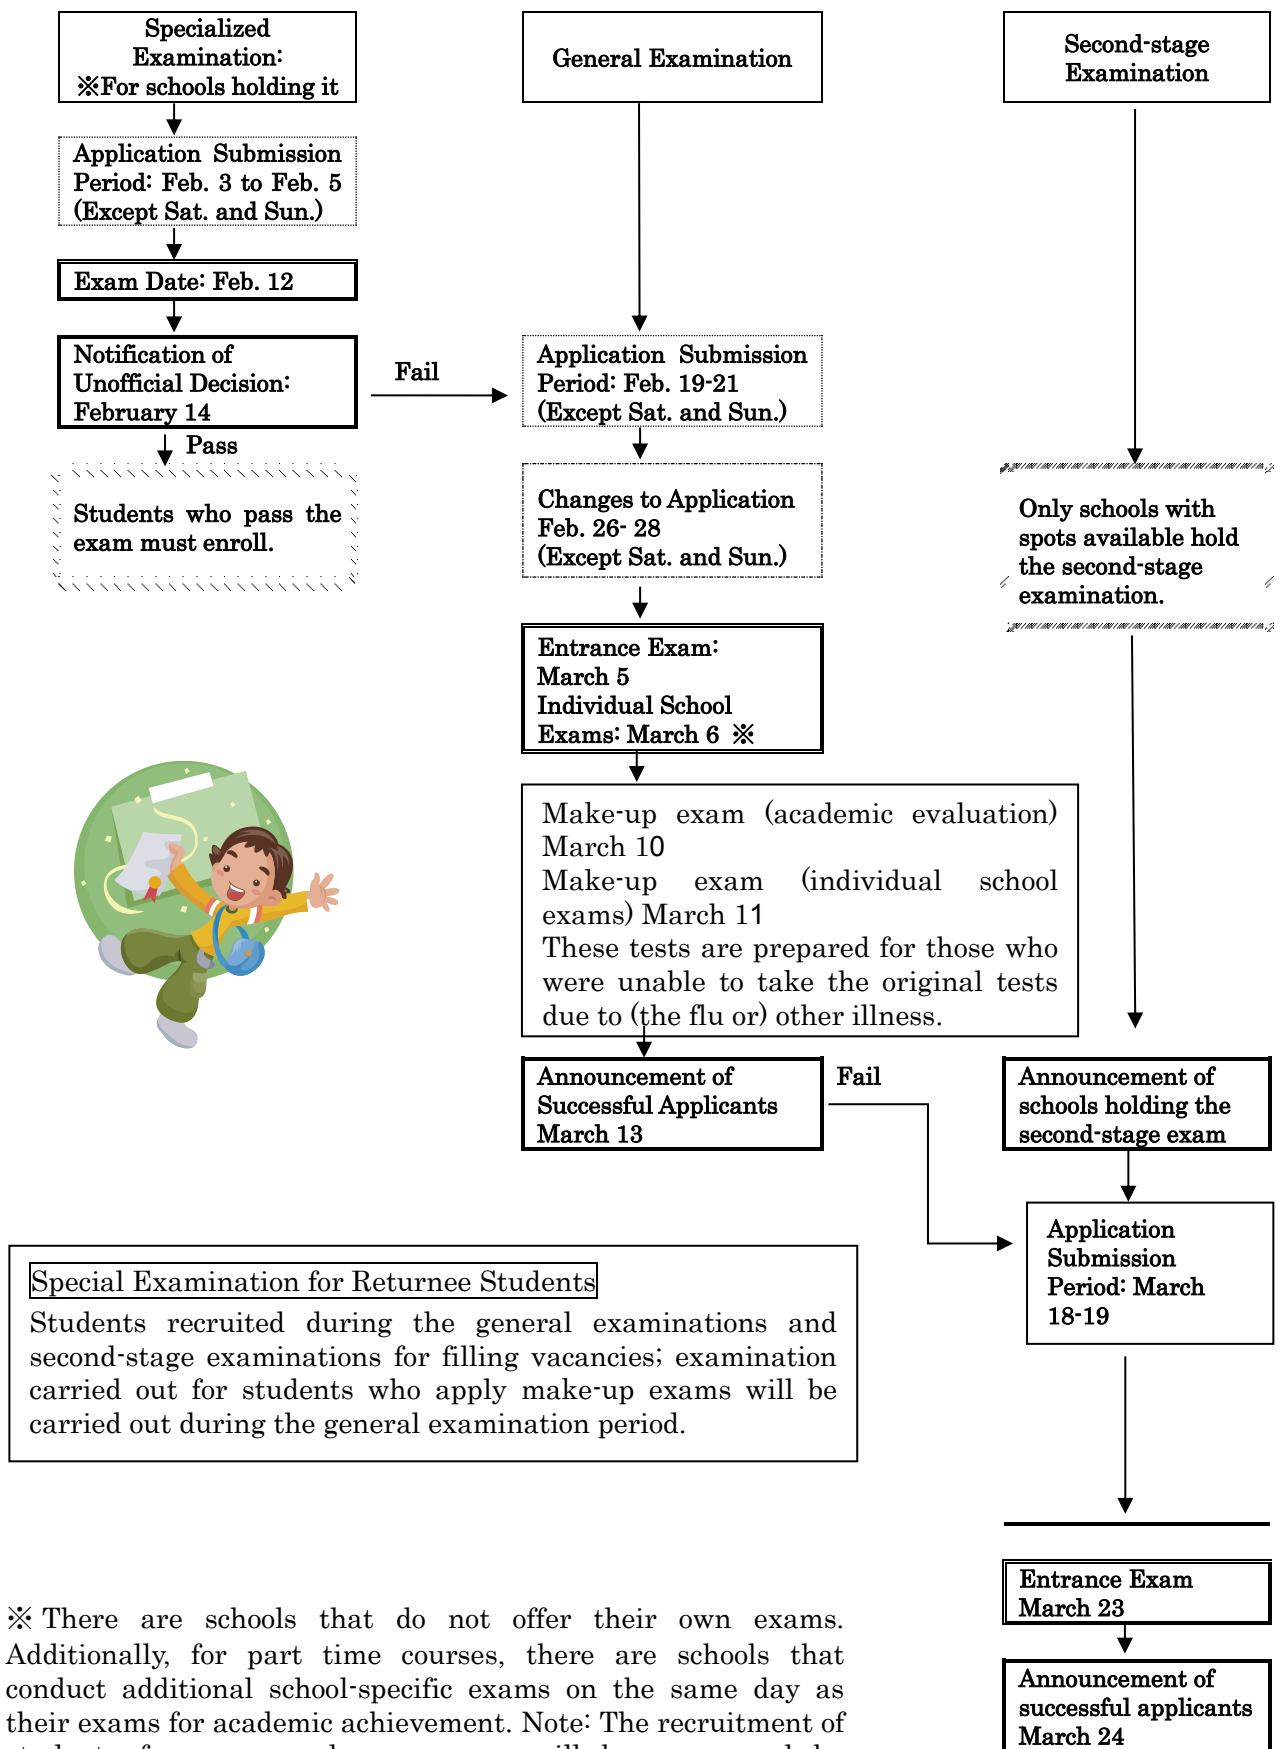 Specialized
Examination:
※For schools holding it
Application Submission
Period: Feb. 3 to Feb. 5
(Except Sat. and Sun.)
Exam Date: Feb. 12
Notification of
Unofficial Decision:
February 14
Fail
Pass
Students who pass the
exam must enroll.
General Examination
Application Submission
Period: Feb. 19-21
(Except Sat. and Sun.)
Changes to Application
Feb. 26- 28
(Except Sat. and Sun.)
Entrance Exam:
March 5
Individual School
Exams: March 6 ※
Make-up exam (academic evaluation)
March 10
Make-up exam (individual school
exams) March 11
These tests are prepared for those who
were unable to take the original tests
due to (the flu or) other illness.
Announcement of
Successful Applicants
March 13
Fail
Second-stage
Examination
Only schools with
spots available hold
the second-stage
examination.
Announcement of
schools holding the
second-stage exam
Application
Submission
Period: March
18-19
Entrance Exam
March 23
Announcement of
successful applicants
March 24
Special Examination for Returnee Students
Students recruited during the general examinations and
second-stage examinations for filling vacancies; examination
carried out for students who apply make-up exams will be
carried out during the general examination period.
※ There are schools that do not offer their own exams.
Additionally, for part time courses, there are schools that
conduct additional school-specific exams on the same day as
their exams for academic achievement. Note: The recruitment of